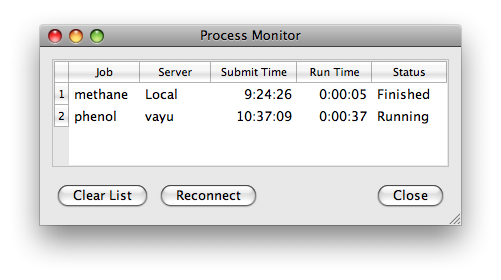 Process Monitor
Job Server Submit Time Run Time Status
1 methane Local 9:24:26 0:00:05 Finished
2 phenol vayu 10:37:09 0:00:37 Running
Clear List Reconnect Close